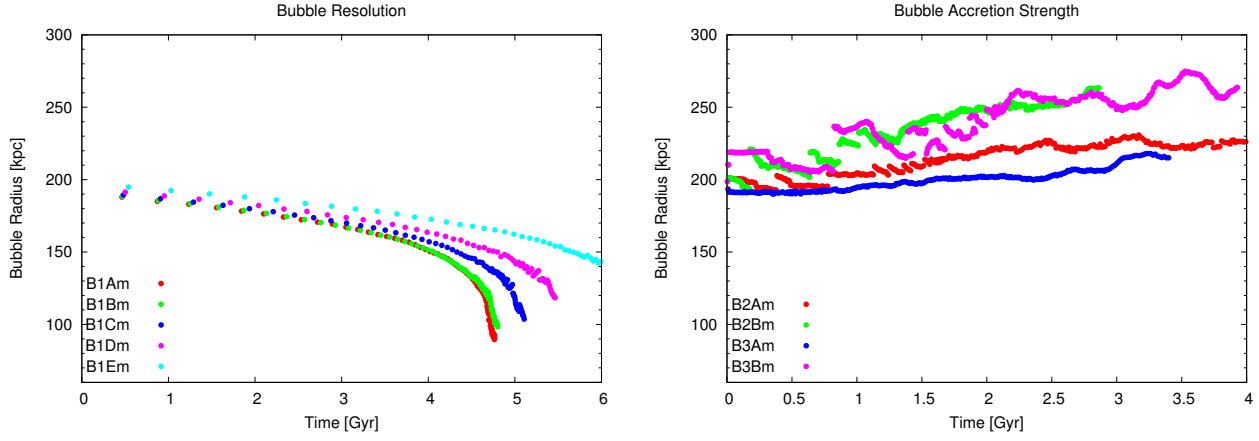 Bubble Resolution
Bubble Radius [kpc]
300
250
200
150
100
B1Am
B1Bm
B1Cm
B1Dm
B1Em
0 1 2 3 4 5 6
Time [Gyr]
Bubble Accretion Strength
Bubble Radius [kpc]
300
250
200
150
100
B2Am
B2Bm
B3Am
B3Bm
0 0.5 1 1.5 2 2.5 3 3.5 4
Time [Gyr]